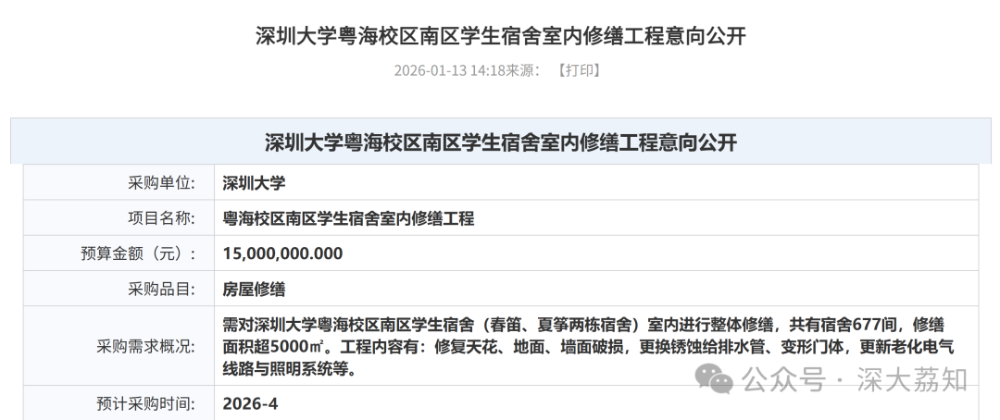 深圳大学粤海校区南区学生宿舍室内修缮工程意向公开
2026-01-13 14:18来源： 【打印】
深圳大学粤海校区南区学生宿舍室内修缮工程意向公开
采购单位: 深圳大学
项目名称: 粤海校区南区学生宿舍室内修缮工程
预算金额（元）: 15,000,000.000
采购品目: 房屋修缮
采购需求概况: 需对深圳大学粤海校区南区学生宿舍（春笛、夏筝两栋宿舍）室内进行整体修缮，共有宿舍677间，修缮
面积超5000㎡。工程内容有：修复天花、地面、墙面破损，更换锈蚀给排水管、变形门体，更新老化电气
线路与照明系统等。
公众号 · 深大荔知
预计采购时间: 2026-4